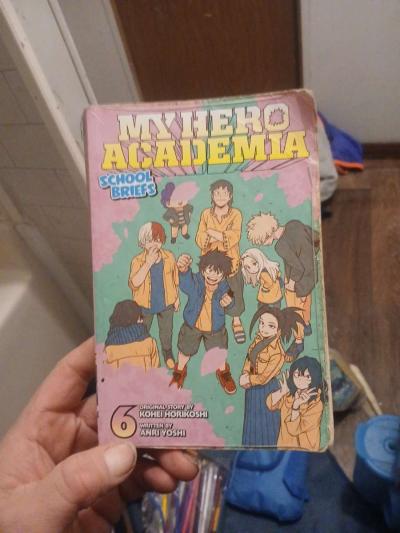 MY HERO
ACADEMIA
SCHOOL
BRIEFS
6
ORIGINAL STORY BY
KOHEI HORIKOSHI
WRITTEN BY
ANRI YOSHI